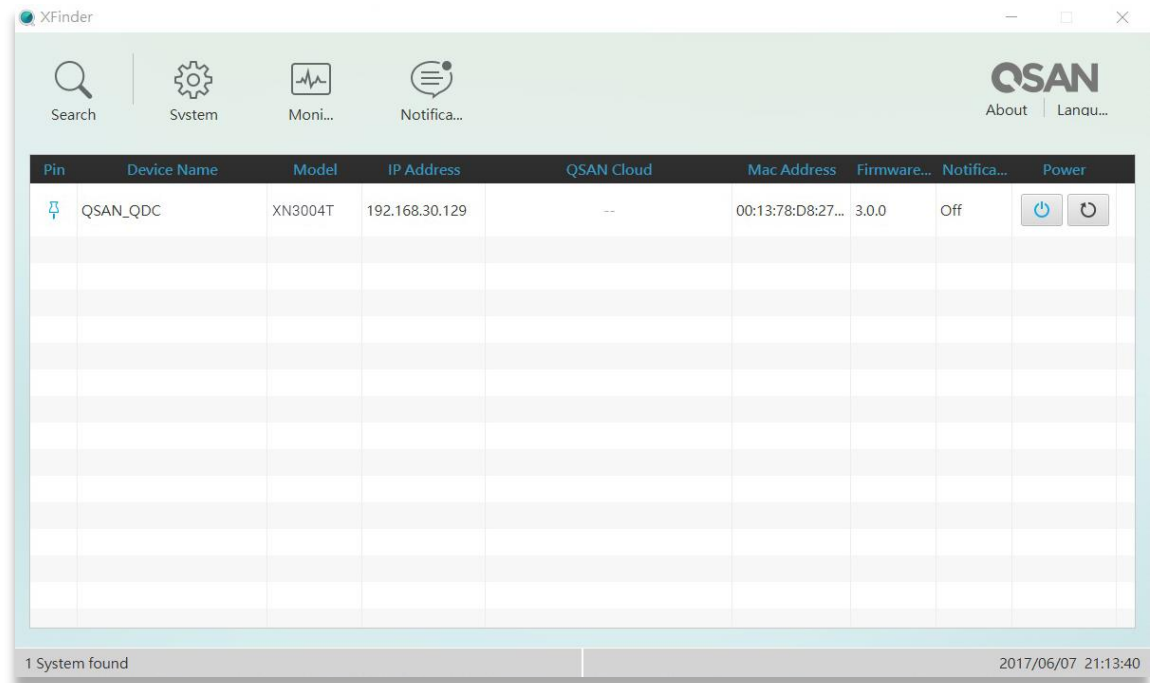 XFinder
QSAN
Search System Moni... Notifica... About Langu...
Pin Device Name Model IP Address QSAN Cloud Mac Address Firmware... Notifica... Power
QSAN_QDC XN3004T 192.168.30.129 -- 00:13:78:D8:27... 3.0.0 Off
1 System found 2017/06/07 21:13:40